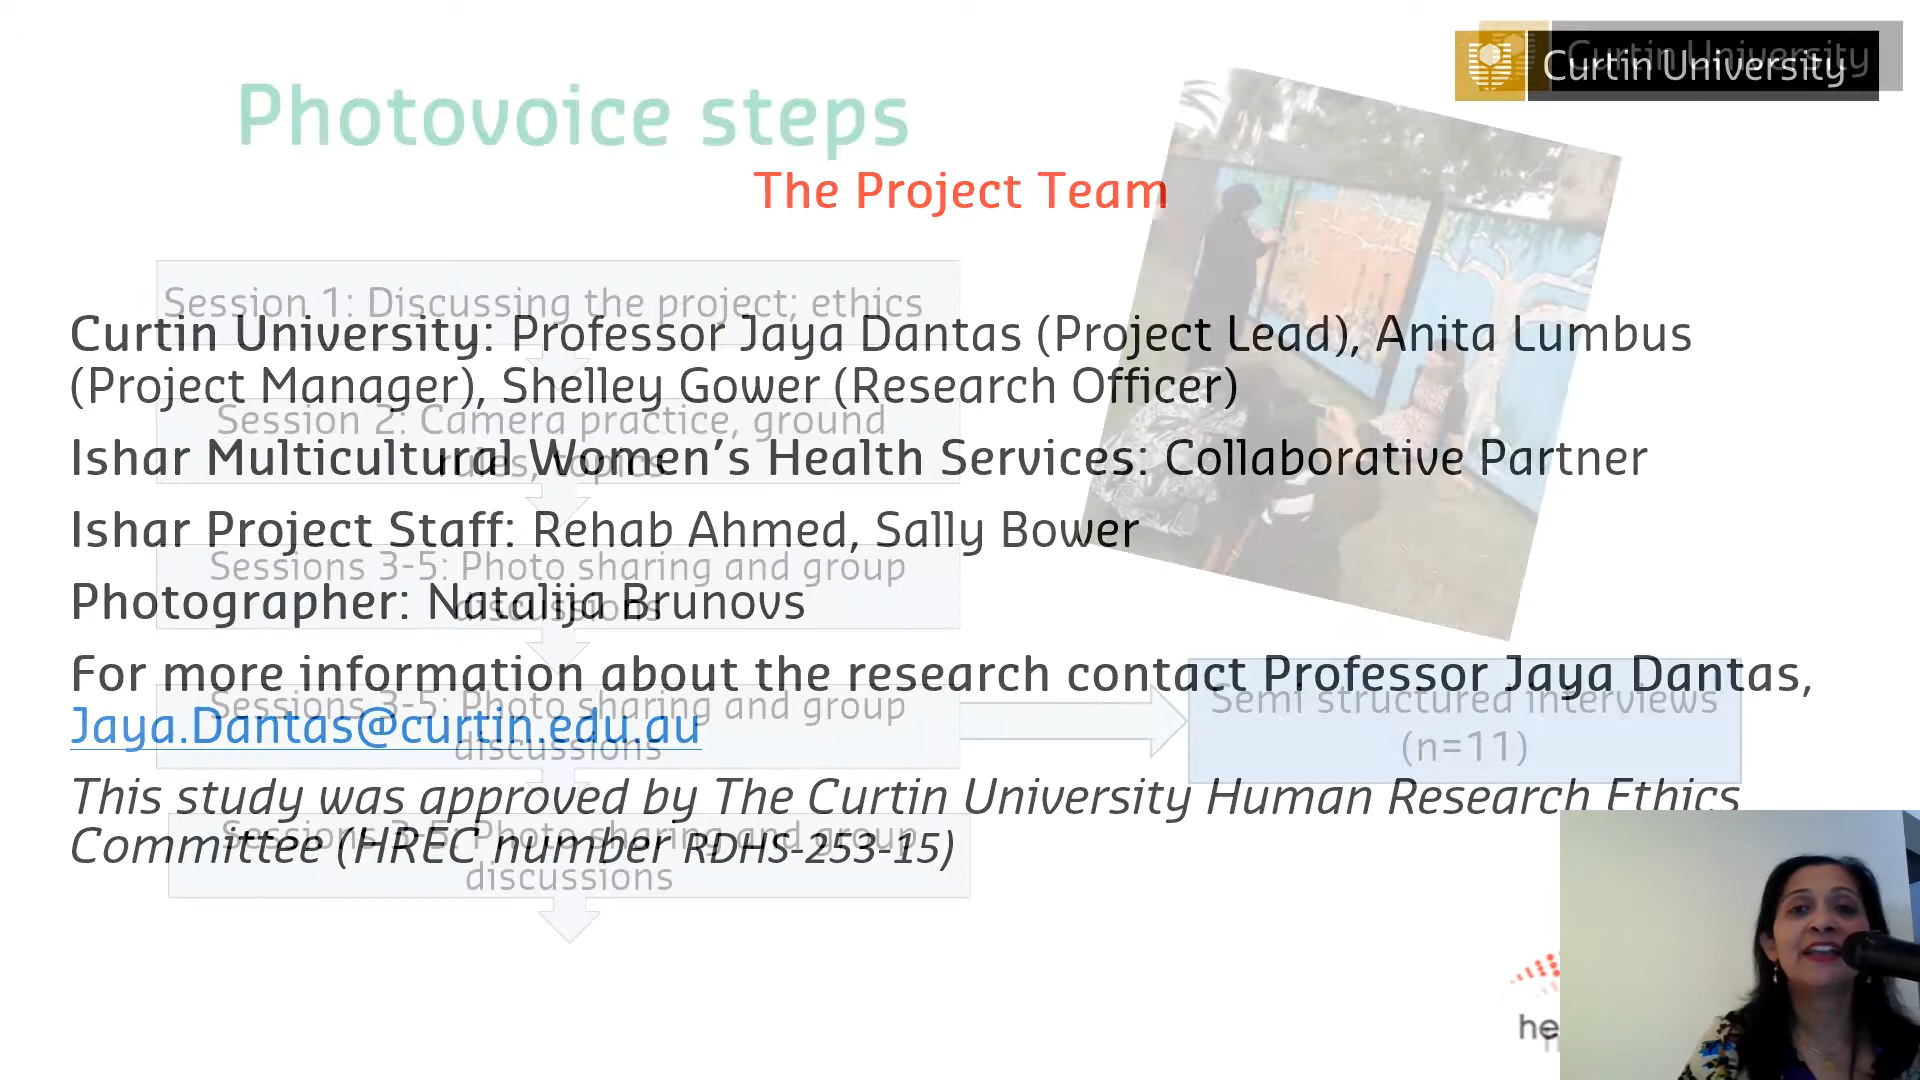 Curtin University
Curtin University
Photovoice steps
The Project Team
Session 1: Discussing the project; ethics
Curtin University: Professor Jaya Dantas (Project Lead), Anita Lumbus
(Project Manager), Shelley Gower (Research Officer)
Session 2: Camera practice, ground
rules, topics
Ishar Multicultural Women’s Health Services: Collaborative Partner
Ishar Project Staff: Rehab Ahmed, Sally Bower
Sessions 3-5: Photo sharing and group
discussions
Photographer: Natalija Brunovs
For more information about the research contact Professor Jaya Dantas,
Jaya.Dantas@curtin.edu.au
Sessions 3-5: Photo sharing and group
discussions
Semi structured interviews
(n=11)
This study was approved by The Curtin University Human Research Ethics
Committee (HREC number RDHS-253-15)
Sessions 3-5: Photo sharing and group
discussions